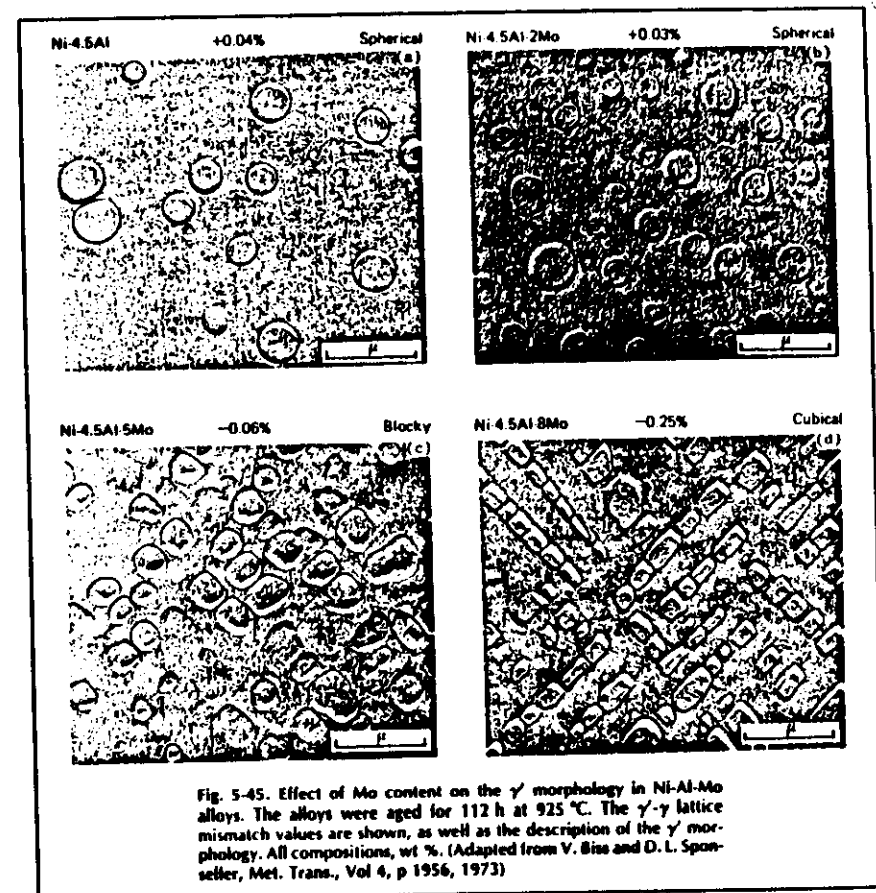 Ni-4.5Al +0.04% Spherical
(a)
μ
Ni-4.5Al-2Mo +0.03% Spherical
(b)
μ
Ni-4.5Al-5Mo −0.06% Blocky
(c)
μ
Ni-4.5Al-8Mo −0.25% Cubical
(d)
μ
Fig. 5-45. Effect of Mo content on the γ′ morphology in Ni-Al-Mo
alloys. The alloys were aged for 112 h at 925 °C. The γ′-γ lattice
mismatch values are shown, as well as the description of the γ′ mor-
phology. All compositions, wt %. (Adapted from V. Biss and D. L. Spon-
seller, Met. Trans., Vol 4, p 1956, 1973)